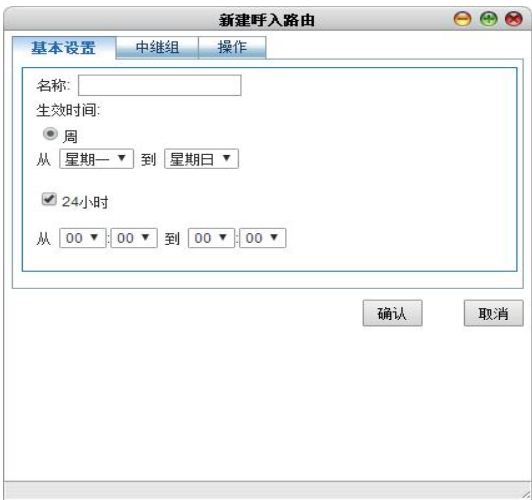 新建呼入路由
基本设置 中继组 操作
名称:
生效时间:
周
从 星期一 到 星期日
24小时
从 00 : 00 到 00 : 00
确认 取消